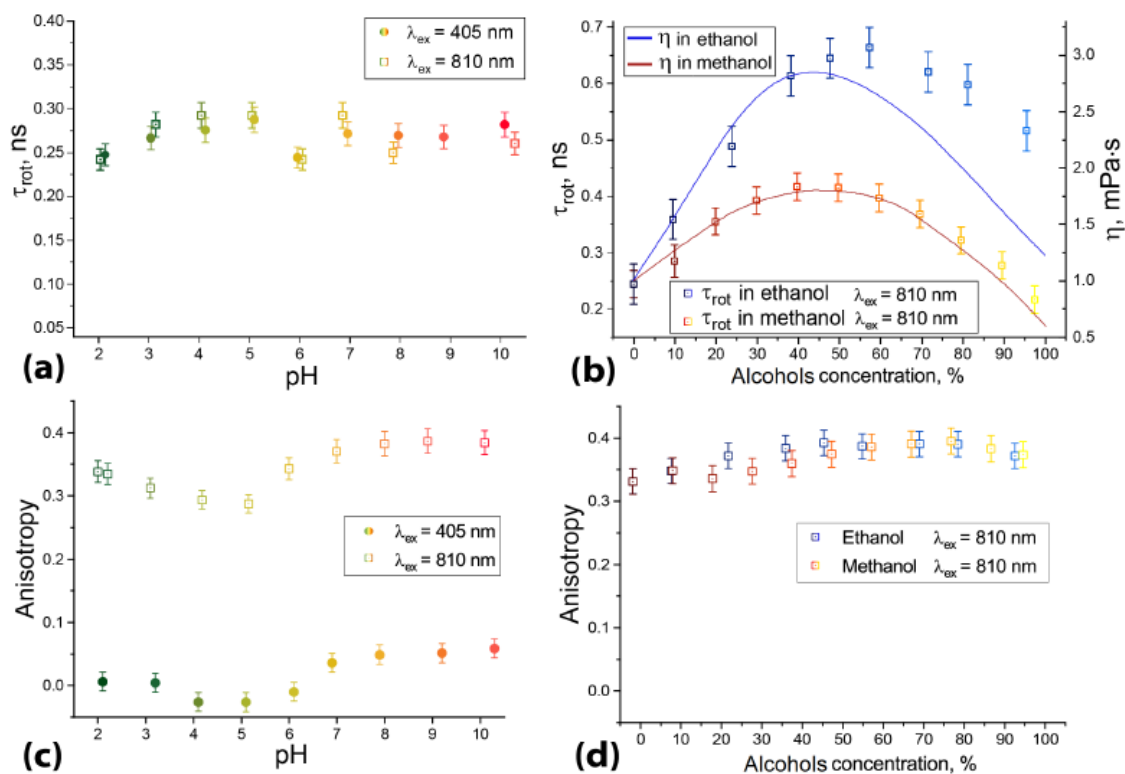 0.40
0.35
0.30
0.25
0.20
0.15
0.10
0.05
τrot, ns
λex = 405 nm
λex = 810 nm
2 3 4 5 6 7 8 9 10
pH
(a)
0.7
0.6
0.5
0.4
0.3
0.2
τrot, ns
η in ethanol
η in methanol
3.0
2.5
2.0
1.5
1.0
0.5
η, mPa·s
τrot in ethanol λex = 810 nm
τrot in methanol λex = 810 nm
0 10 20 30 40 50 60 70 80 90 100
Alcohols concentration, %
(b)
0.4
0.3
0.2
0.1
0.0
Anisotropy
λex = 405 nm
λex = 810 nm
2 3 4 5 6 7 8 9 10
pH
(c)
0.4
0.3
0.2
0.1
0.0
Anisotropy
Ethanol λex = 810 nm
Methanol λex = 810 nm
0 10 20 30 40 50 60 70 80 90 100
Alcohols concentration, %
(d)